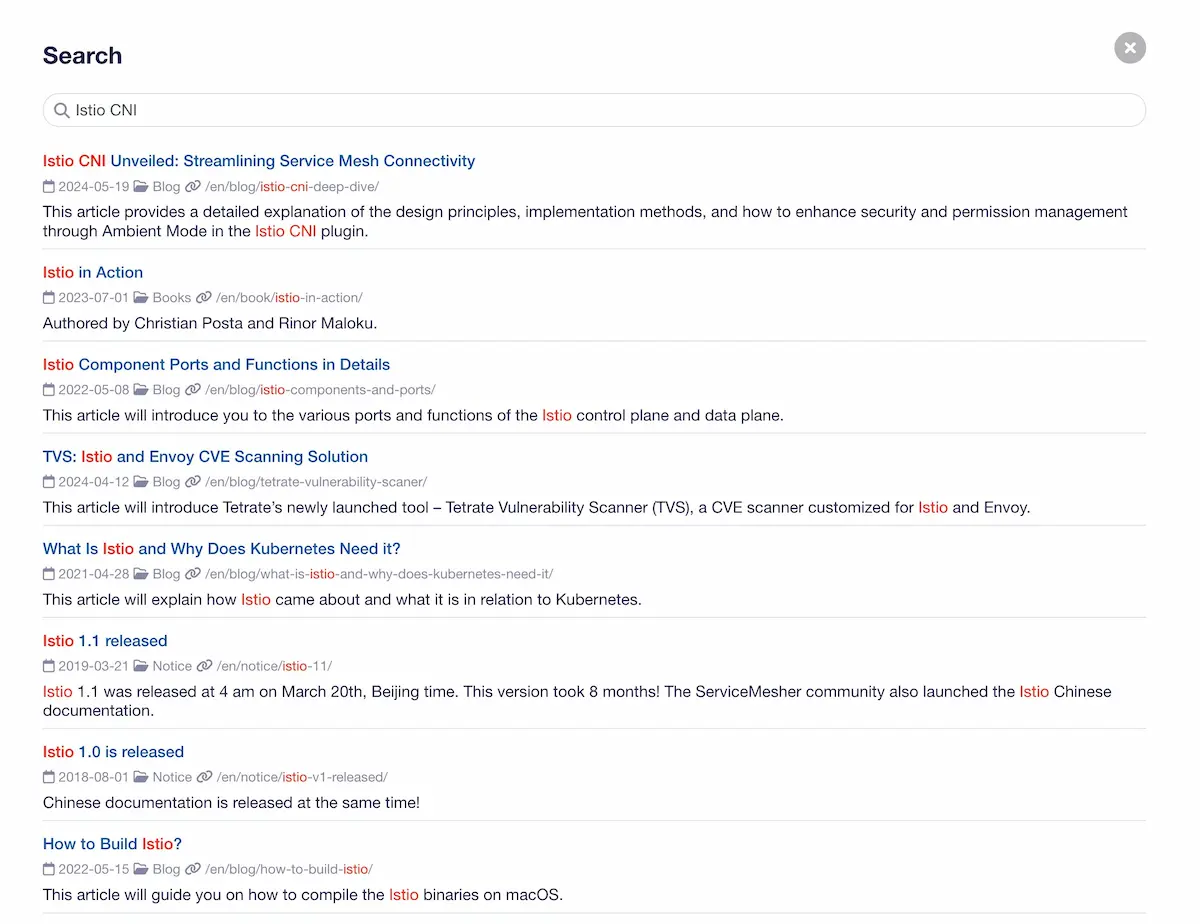 Search
Istio CNI
Istio CNI Unveiled: Streamlining Service Mesh Connectivity
2024-05-19 Blog /en/blog/istio-cni-deep-dive/
This article provides a detailed explanation of the design principles, implementation methods, and how to enhance security and permission management
through Ambient Mode in the Istio CNI plugin.
Istio in Action
2023-07-01 Books /en/book/istio-in-action/
Authored by Christian Posta and Rinor Maloku.
Istio Component Ports and Functions in Details
2022-05-08 Blog /en/blog/istio-components-and-ports/
This article will introduce you to the various ports and functions of the Istio control plane and data plane.
TVS: Istio and Envoy CVE Scanning Solution
2024-04-12 Blog /en/blog/tetrate-vulnerability-scaner/
This article will introduce Tetrate’s newly launched tool – Tetrate Vulnerability Scanner (TVS), a CVE scanner customized for Istio and Envoy.
What Is Istio and Why Does Kubernetes Need it?
2021-04-28 Blog /en/blog/what-is-istio-and-why-does-kubernetes-need-it/
This article will explain how Istio came about and what it is in relation to Kubernetes.
Istio 1.1 released
2019-03-21 Notice /en/notice/istio-11/
Istio 1.1 was released at 4 am on March 20th, Beijing time. This version took 8 months! The ServiceMesher community also launched the Istio Chinese
documentation.
Istio 1.0 is released
2018-08-01 Notice /en/notice/istio-v1-released/
Chinese documentation is released at the same time!
How to Build Istio?
2022-05-15 Blog /en/blog/how-to-build-istio/
This article will guide you on how to compile the Istio binaries on macOS.